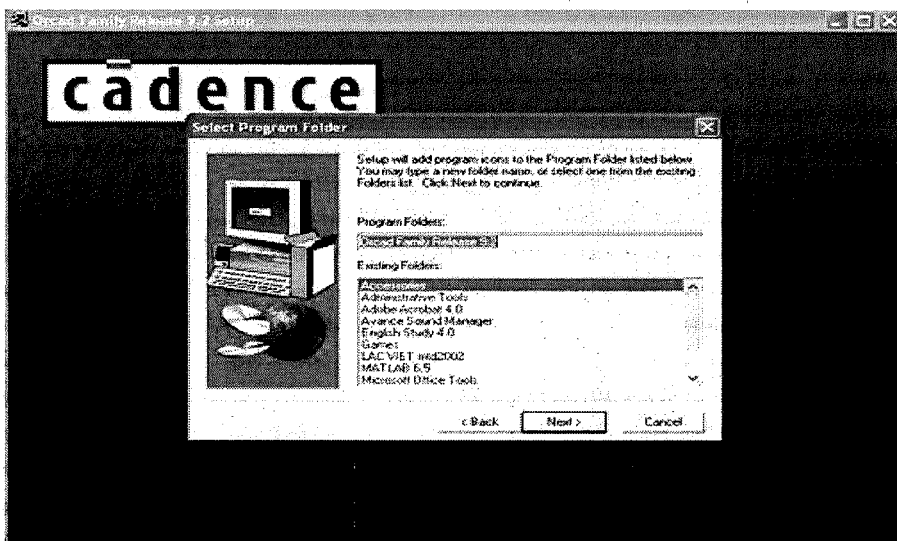 Orcad Family Release 9.2 Setup
cādence
Select Program Folder
Setup will add program icons to the Program Folder listed below.
You may type a new folder name, or select one from the existing
Folders list. Click Next to continue.
Program Folders:
Orcad Family Release 9.2
Existing Folders:
Accessories
Administrative Tools
Adobe Acrobat 4.0
Avance Sound Manager
English Study 4.0
Games
LAC VIET mtd2002
MATLAB 6.5
Microsoft Office Tools
< Back
Next >
Cancel